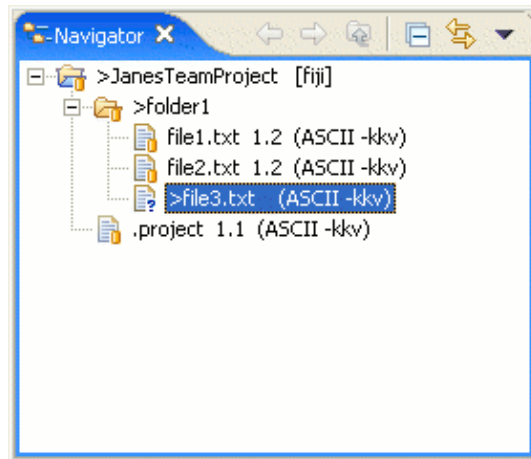 Navigator
>JanesTeamProject [fiji]
>folder1
file1.txt 1.2 (ASCII -kkv)
file2.txt 1.2 (ASCII -kkv)
>file3.txt (ASCII -kkv)
.project 1.1 (ASCII -kkv)